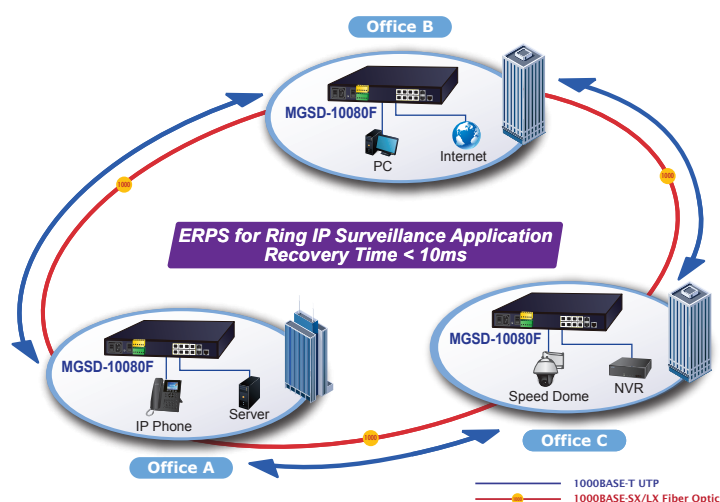 Office B
MGSD-10080F
PC
Internet
1000
1000
ERPS for Ring IP Surveillance Application
Recovery Time < 10ms
MGSD-10080F
IP Phone
Server
Office A
MGSD-10080F
Speed Dome
NVR
Office C
1000
1000BASE-T UTP
1000
1000BASE-SX/LX Fiber Optic